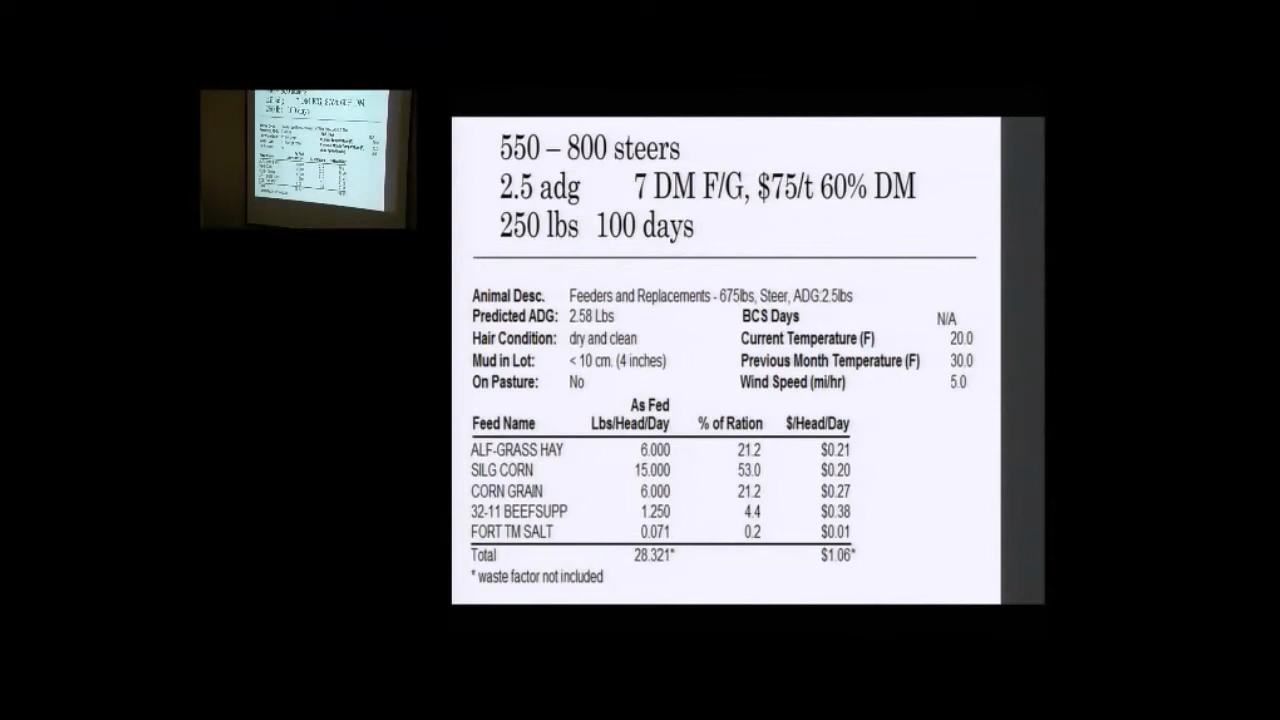 550 – 800 steers
2.5 adg 7 DM F/G, $75/t 60% DM
250 lbs 100 days
Animal Desc. Feeders and Replacements - 675lbs, Steer, ADG:2.5lbs
Predicted ADG: 2.58 Lbs BCS Days N/A
Hair Condition: dry and clean Current Temperature (F) 20.0
Mud in Lot: < 10 cm. (4 inches) Previous Month Temperature (F) 30.0
On Pasture: No Wind Speed (mi/hr) 5.0
As Fed
Feed Name Lbs/Head/Day % of Ration $/Head/Day
ALF-GRASS HAY 6.000 21.2 $0.21
SILG CORN 15.000 53.0 $0.20
CORN GRAIN 6.000 21.2 $0.27
32-11 BEEFSUPP 1.250 4.4 $0.38
FORT TM SALT 0.071 0.2 $0.01
Total 28.321* $1.06*
* waste factor not included